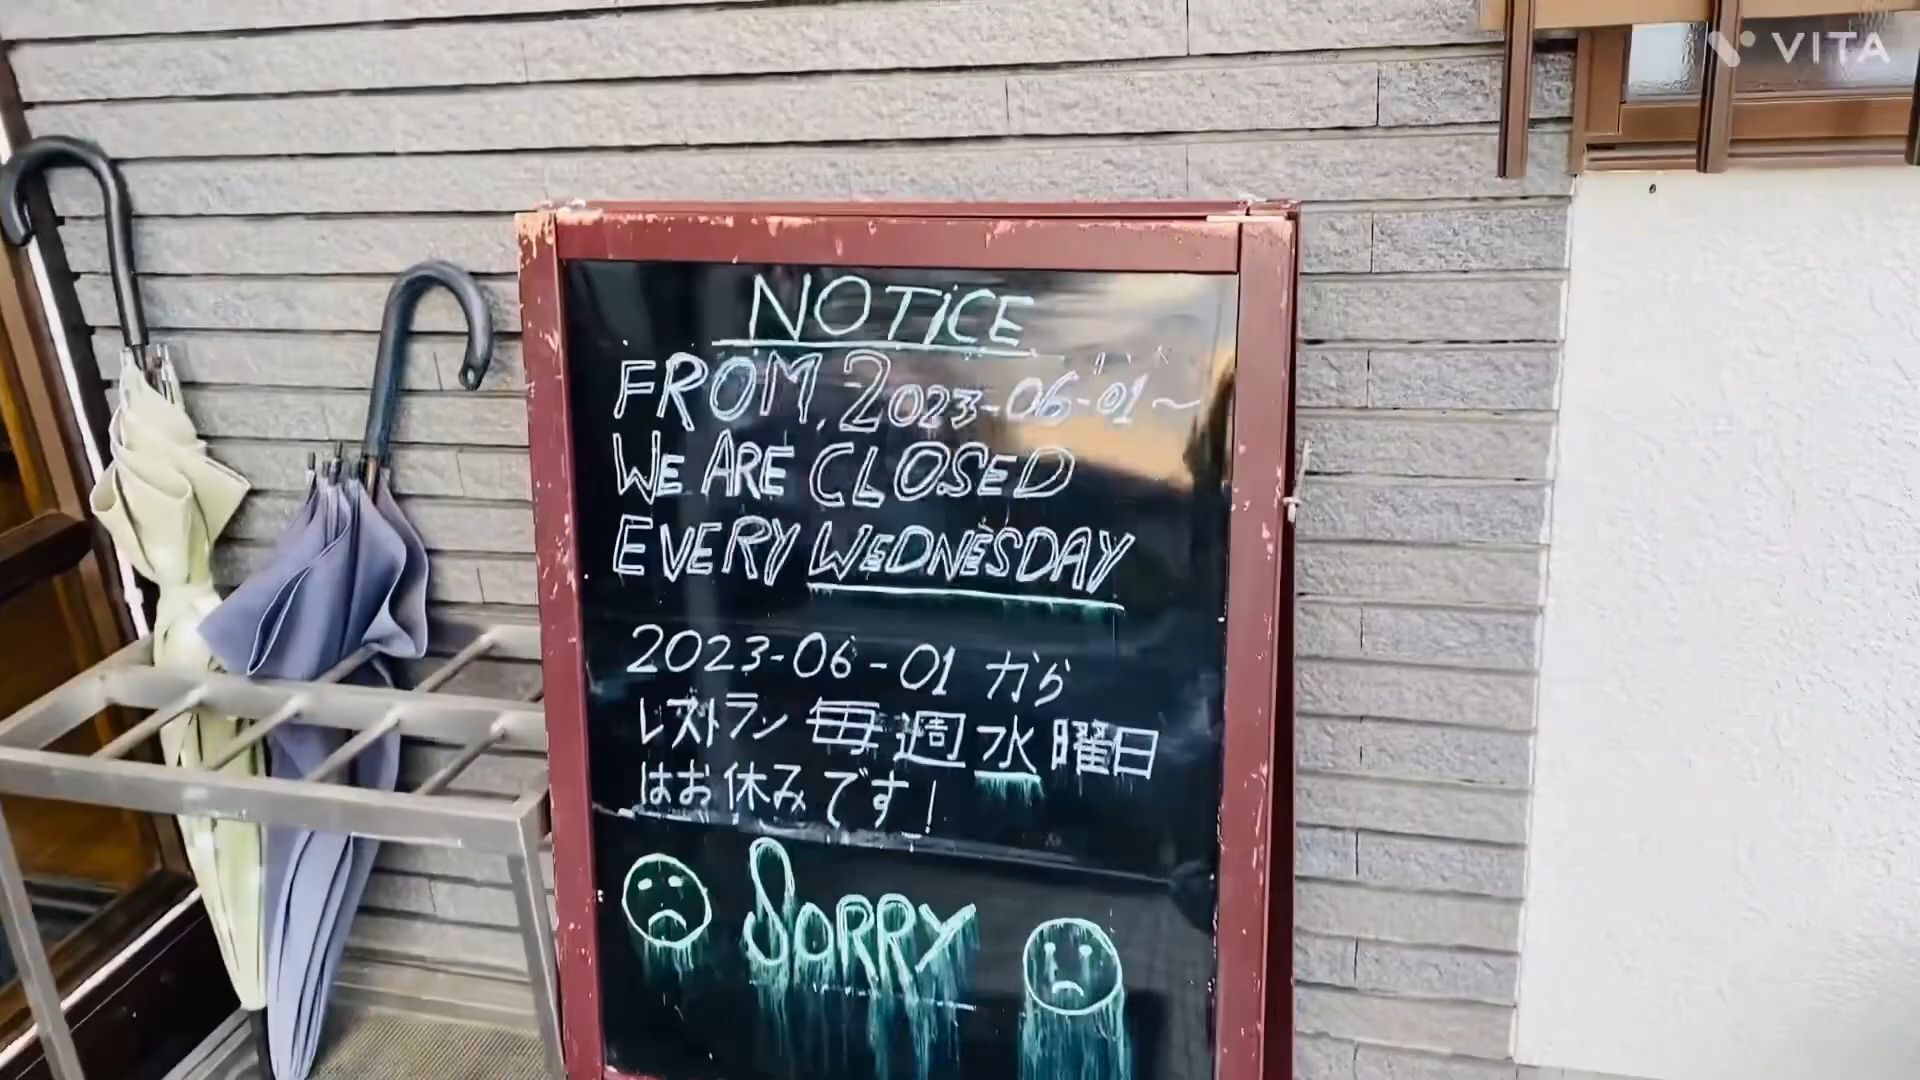 VITA
NOTICE
FROM, 2023-06-01~
WE ARE CLOSED
EVERY WEDNESDAY
2023-06-01 から
レストラン 毎週水曜日
はお休みです!
SORRY